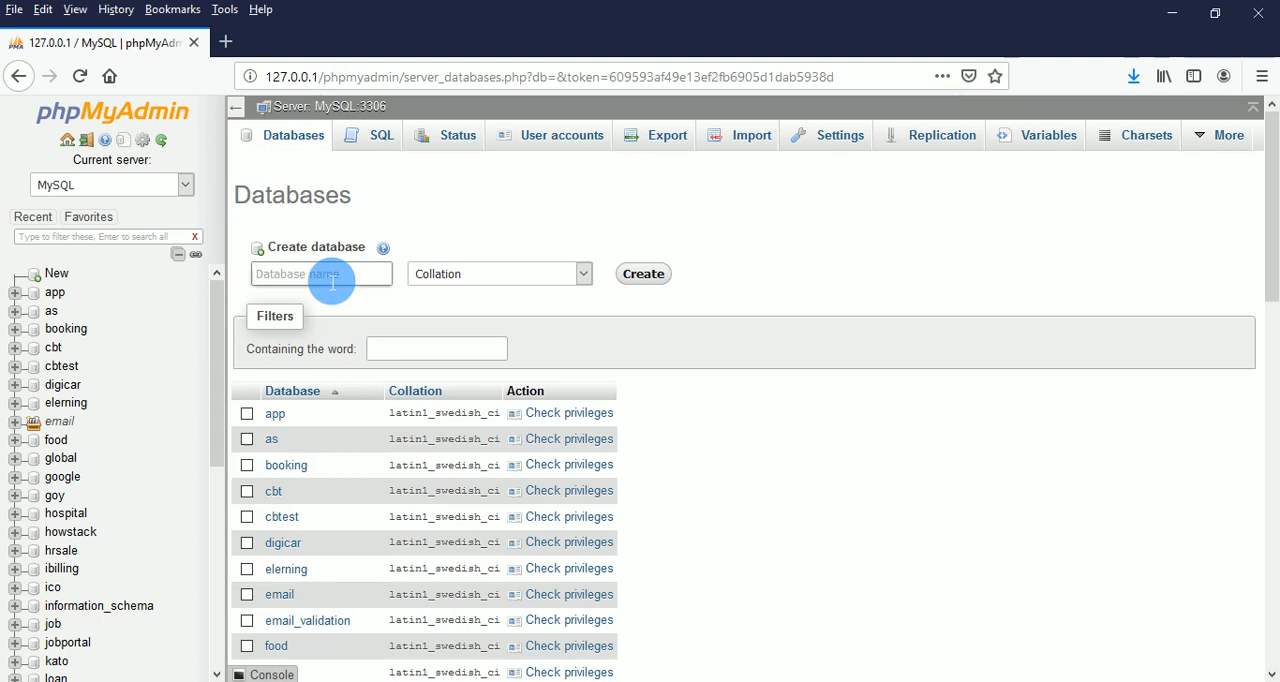 File Edit View History Bookmarks Tools Help
127.0.0.1 / MySQL | phpMyAdn
127.0.0.1/phpmyadmin/server_databases.php?db=&token=609593af49e13ef2fb6905d1dab5938d
phpMyAdmin
Current server:
MySQL
Recent Favorites
Type to filter these, Enter to search all X
New
app
as
booking
cbt
cbtest
digicar
elerning
email
food
global
google
goy
hospital
howstack
hrsale
ibilling
ico
information_schema
job
jobportal
kato
loan
Server: MySQL:3306
Databases SQL Status User accounts Export Import Settings Replication Variables Charsets More
Databases
Create database
Database name Collation Create
Filters
Containing the word:
Database Collation Action
app latin1_swedish_ci Check privileges
as latin1_swedish_ci Check privileges
booking latin1_swedish_ci Check privileges
cbt latin1_swedish_ci Check privileges
cbtest latin1_swedish_ci Check privileges
digicar latin1_swedish_ci Check privileges
elerning latin1_swedish_ci Check privileges
email latin1_swedish_ci Check privileges
email_validation latin1_swedish_ci Check privileges
food latin1_swedish_ci Check privileges
latin1_swedish_ci Check privileges
Console